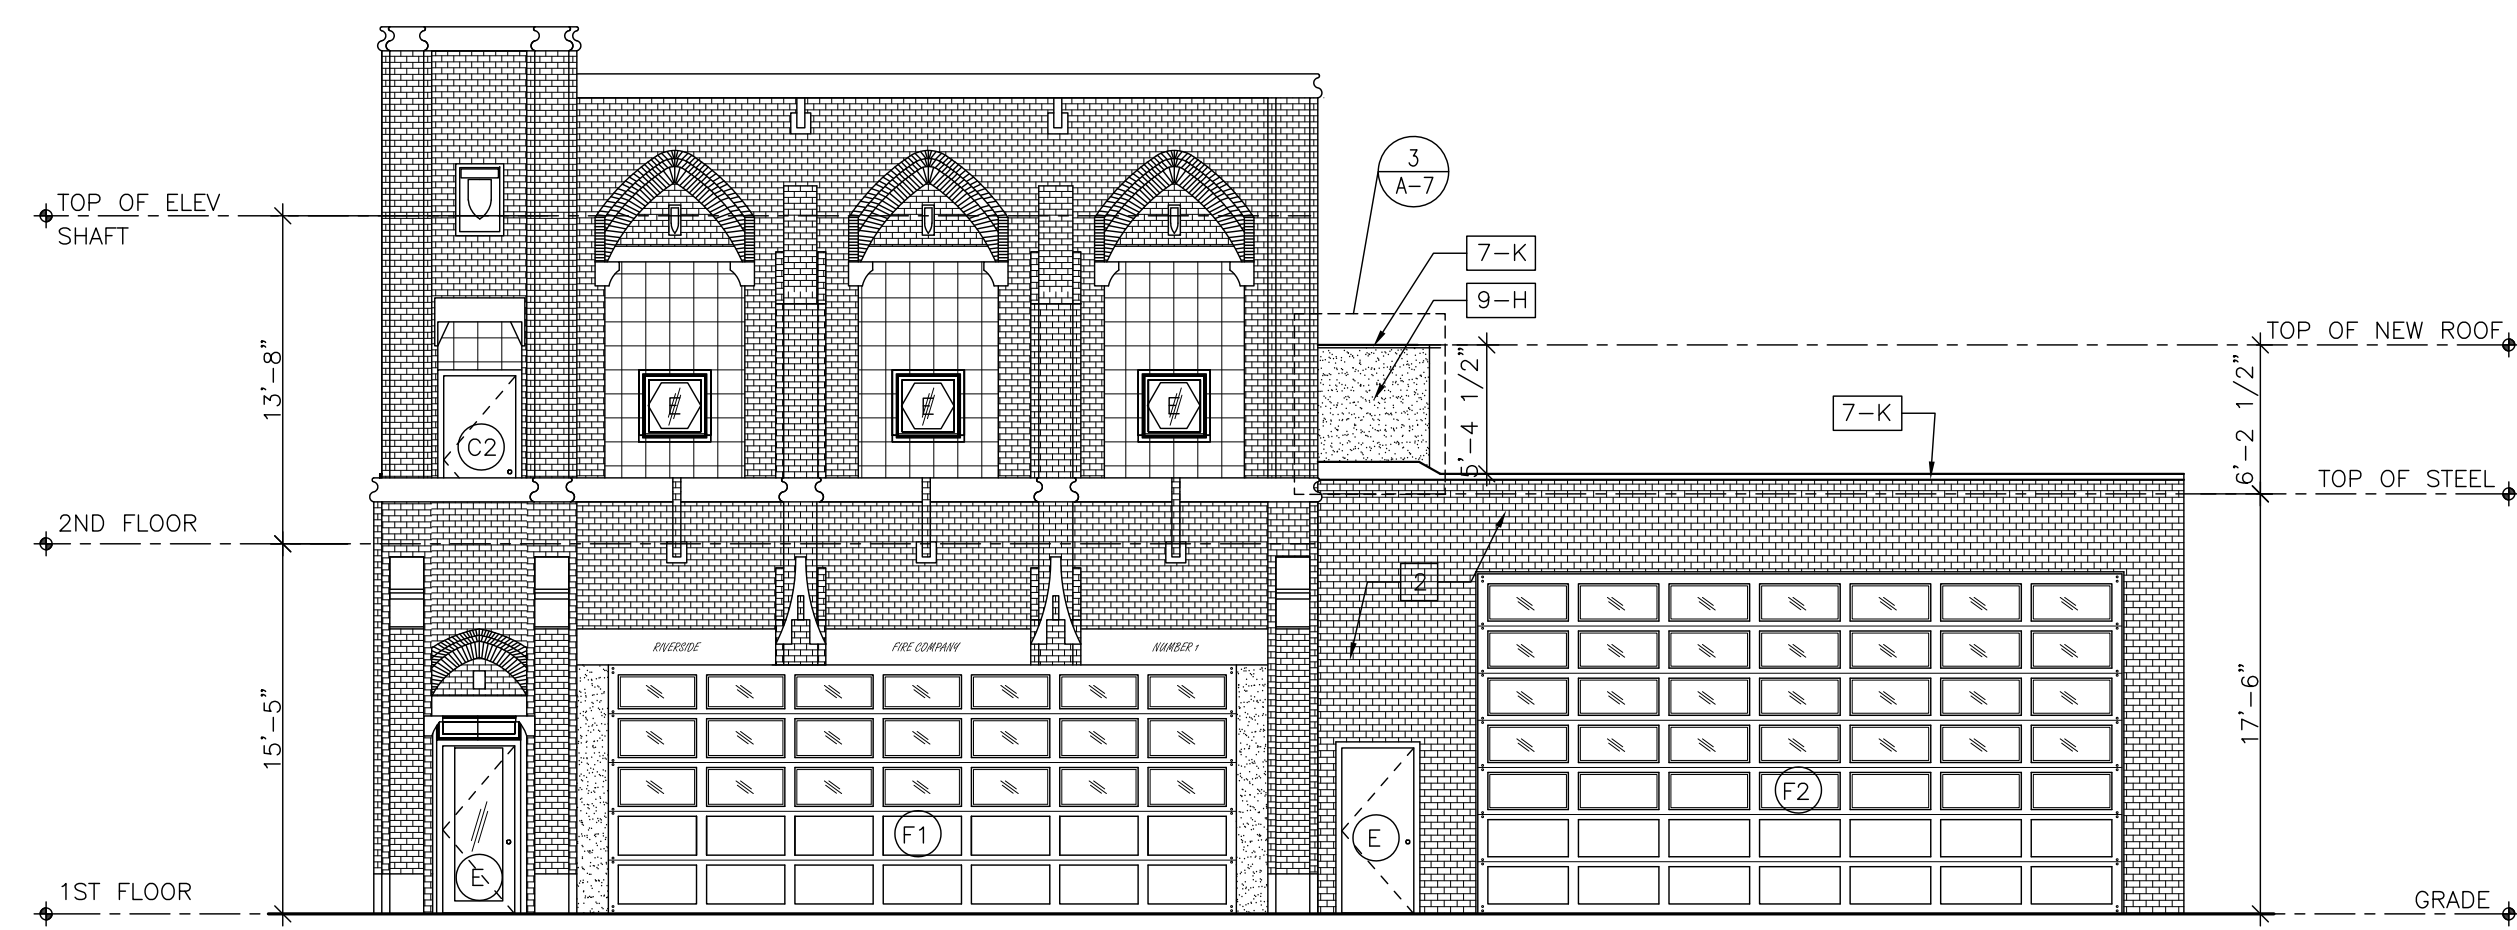 3
A-7
TOP OF ELEV
SHAFT
7-K
9-H
TOP OF NEW ROOF
13'-8"
5'-4 1/2"
6'-2 1/2"
E
E
E
7-K
C2
TOP OF STEEL
2ND FLOOR
2
RIVERSIDE
FIRE COMPANY
NUMBER 1
15'-5"
17'-6"
F2
F1
E
E
1ST FLOOR
GRADE